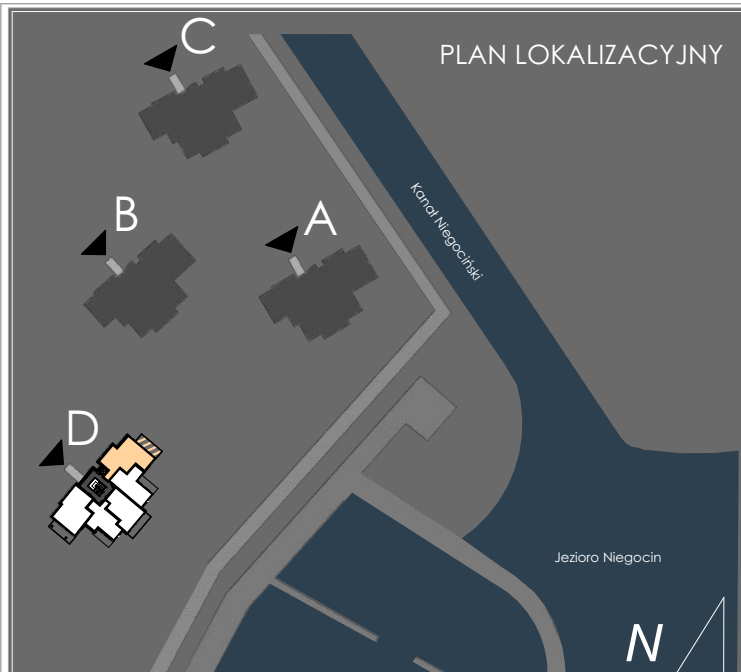 C
PLAN LOKALIZACYJNY
B
A
Kanał Niegociński
D
Jezioro Niegocin
N